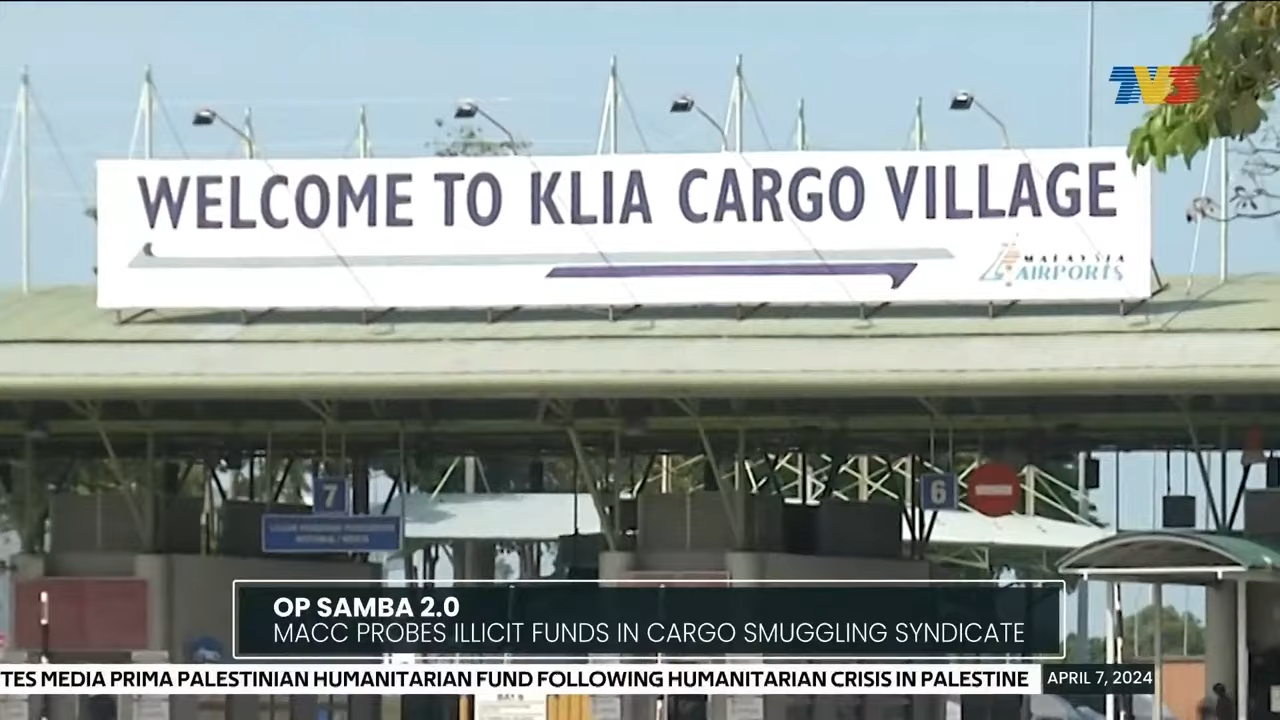 TV3
WELCOME TO KLIA CARGO VILLAGE
MALAYSIA
AIRPORTS
7
6
OP SAMBA 2.0
MACC PROBES ILLICIT FUNDS IN CARGO SMUGGLING SYNDICATE
TES MEDIA PRIMA PALESTINIAN HUMANITARIAN FUND FOLLOWING HUMANITARIAN CRISIS IN PALESTINE
APRIL 7, 2024